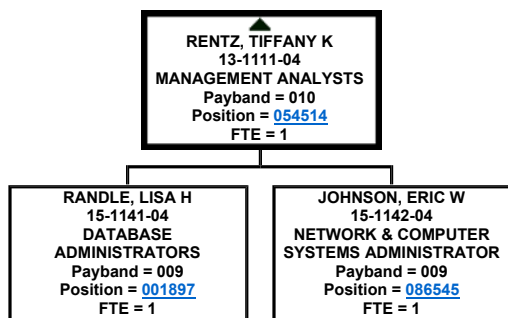 RENTZ, TIFFANY K
13-1111-04
MANAGEMENT ANALYSTS
Payband = 010
Position = 054514
FTE = 1
RANDLE, LISA H
15-1141-04
DATABASE
ADMINISTRATORS
Payband = 009
Position = 001897
FTE = 1
JOHNSON, ERIC W
15-1142-04
NETWORK & COMPUTER
SYSTEMS ADMINISTRATOR
Payband = 009
Position = 086545
FTE = 1